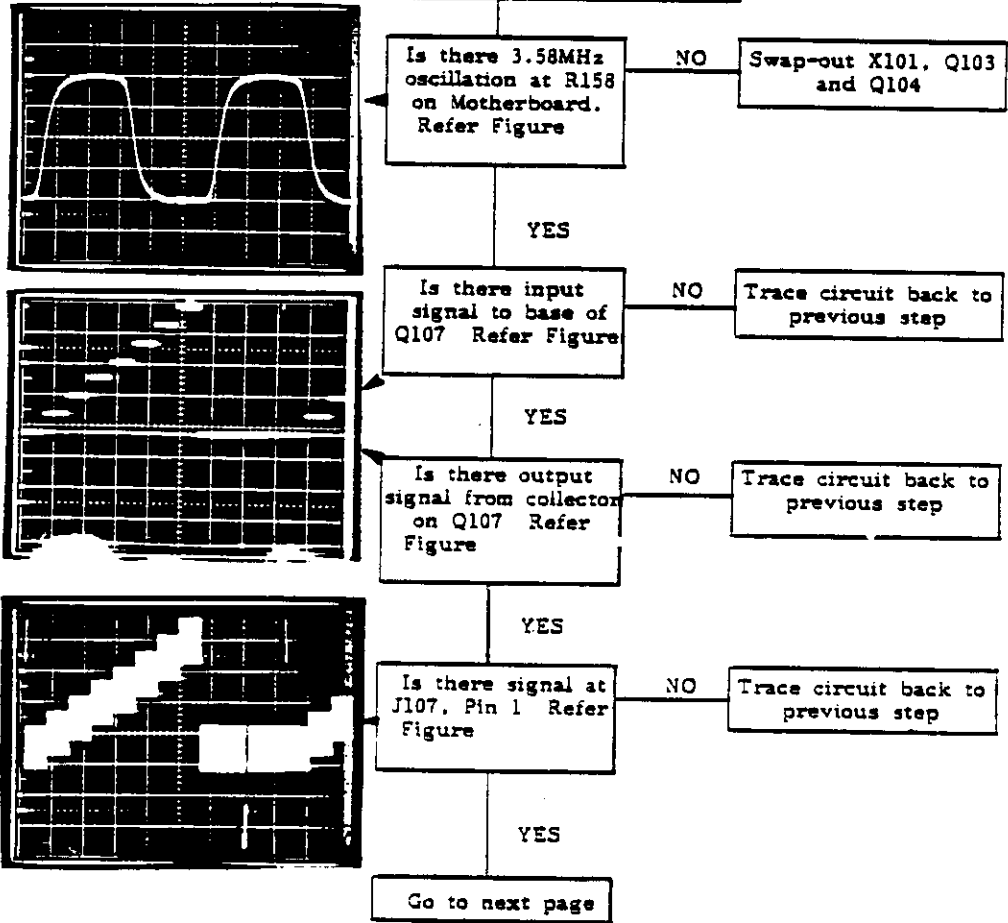 Is there 3.58MHz
oscillation at R158
on Motherboard.
Refer Figure
NO
Swap-out X101, Q103
and Q104
YES
Is there input
signal to base of
Q107 Refer Figure
NO
Trace circuit back to
previous step
YES
Is there output
signal from collector
on Q107 Refer
Figure
NO
Trace circuit back to
previous step
YES
Is there signal at
J107, Pin 1 Refer
Figure
NO
Trace circuit back to
previous step
YES
Go to next page